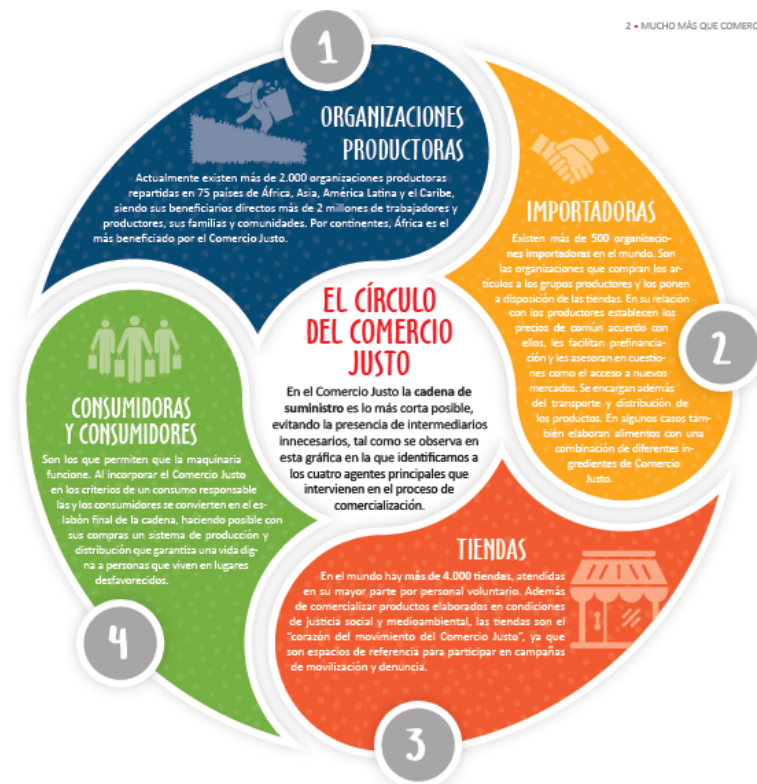 2 • MUCHO MÁS QUE COMERC
1
ORGANIZACIONES
PRODUCTORAS
Actualmente existen más de 2.000 organizaciones productoras
repartidas en 75 países de África, Asia, América Latina y el Caribe,
siendo sus beneficiarios directos más de 2 millones de trabajadores y
productores, sus familias y comunidades. Por continentes, África es el
más beneficiado por el Comercio Justo.
IMPORTADORAS
Existen más de 500 organizacio-
nes importadoras en el mundo. Son
las organizaciones que compran los ar-
tículos a los grupos productores y los ponen
a disposición de las tiendas. En su relación
con los productores establecen los
precios de común acuerdo con
ellos, les facilitan prefinancia-
ción y les asesoran en cuestio-
nes como el acceso a nuevos
mercados. Se encargan además
del transporte y distribución de
los productos. En algunos casos tam-
bién elaboran alimentos con una
combinación de diferentes in-
gredientes de Comercio
Justo.
2
EL CÍRCULO
DEL COMERCIO
JUSTO
En el Comercio Justo la cadena de
suministro es lo más corta posible,
evitando la presencia de intermediarios
innecesarios, tal como se observa en
esta gráfica en la que identificamos a
los cuatro agentes principales que
intervienen en el proceso de
comercialización.
TIENDAS
En el mundo hay más de 4.000 tiendas, atendidas
en su mayor parte por personal voluntario. Además
de comercializar productos elaborados en condiciones
de justicia social y medioambiental, las tiendas son el
"corazón del movimiento del Comercio Justo", ya que
son espacios de referencia para participar en campañas
de movilización y denuncia.
3
CONSUMIDORAS
Y CONSUMIDORES
Son los que permiten que la maquinaria
funcione. Al incorporar el Comercio Justo
en los criterios de un consumo responsable
las y los consumidores se convierten en el es-
labón final de la cadena, haciendo posible con
sus compras un sistema de producción y
distribución que garantiza una vida dig-
na a personas que viven en lugares
desfavorecidos.
4